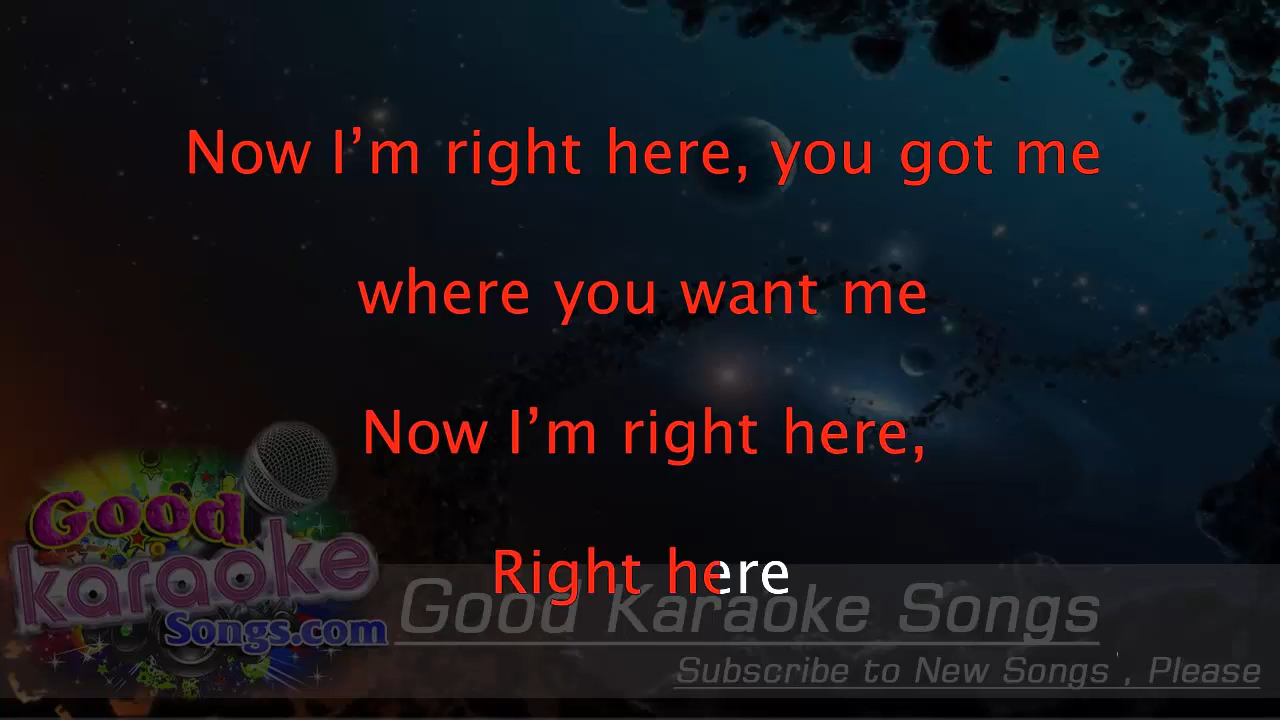 Now I’m right here, you got me
where you want me
Now I’m right here,
Right here
Good
karaoke
Songs.com
Good Karaoke Songs
Subscribe to New Songs , Please